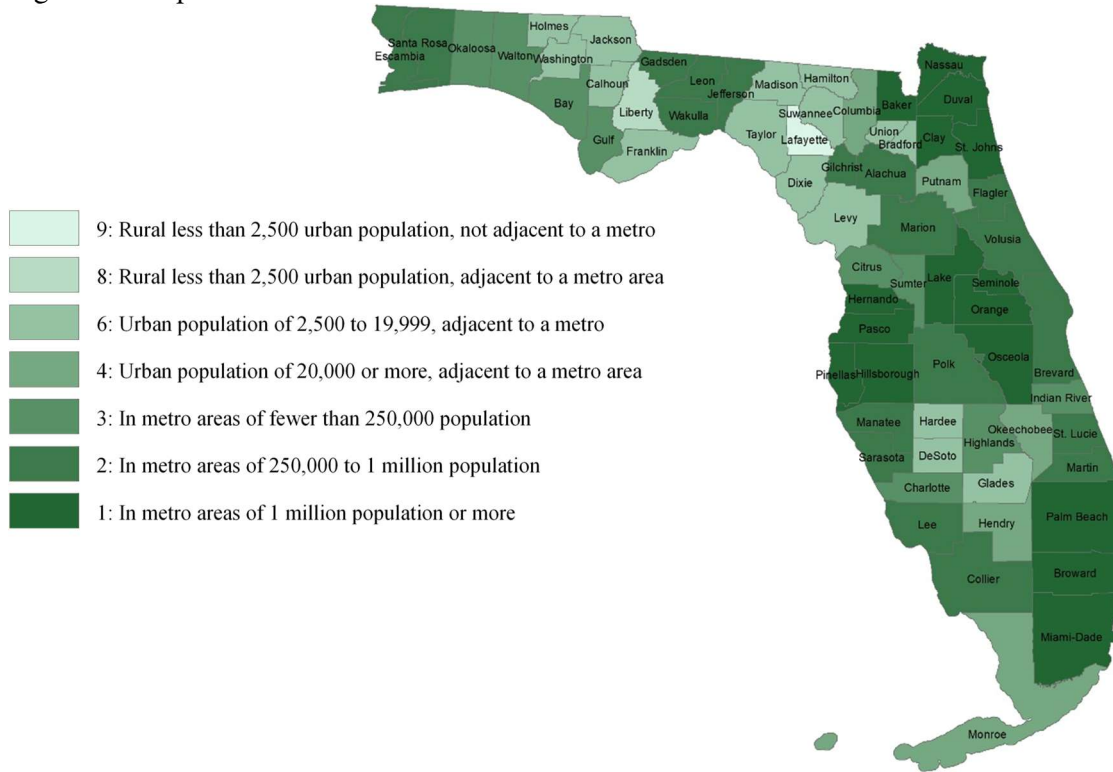 Holmes
Jackson
Santa Rosa
Okaloosa
Walton
Washington
Escambia
Gadsden
Leon
Jefferson
Madison
Hamilton
Nassau
Calhoun
Bay
Liberty
Wakulla
Suwannee
Columbia
Baker
Duval
Gulf
Franklin
Taylor
Lafayette
Union
Bradford
Clay
St. Johns
Dixie
Gilchrist
Alachua
Putnam
Flagler
Levy
Marion
Volusia
Citrus
Sumter
Lake
Seminole
Hernando
Orange
Pasco
Osceola
Pinellas
Hillsborough
Polk
Brevard
Indian River
Manatee
Hardee
Okeechobee
St. Lucie
Highlands
Sarasota
DeSoto
Martin
Charlotte
Glades
Lee
Hendry
Palm Beach
Collier
Broward
Miami-Dade
Monroe
9: Rural less than 2,500 urban population, not adjacent to a metro
8: Rural less than 2,500 urban population, adjacent to a metro area
6: Urban population of 2,500 to 19,999, adjacent to a metro
4: Urban population of 20,000 or more, adjacent to a metro area
3: In metro areas of fewer than 250,000 population
2: In metro areas of 250,000 to 1 million population
1: In metro areas of 1 million population or more